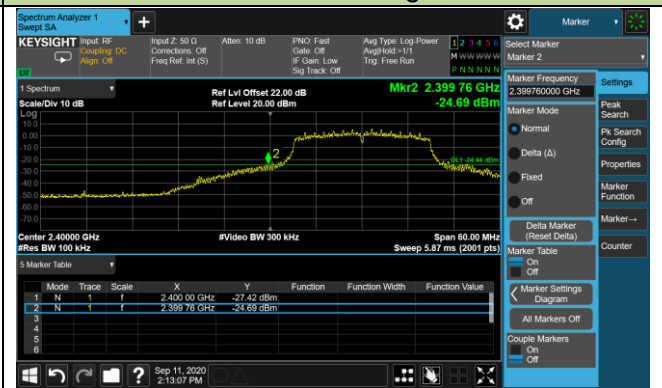 Spectrum Analyzer 1
Swept SA
+
Marker
KEYSIGHT
Input: RF
Coupling: DC
Align: Off
Input Z: 50 Ω
Corrections: Off
Freq Ref: Int (S)
Atten: 10 dB
PNO: Fast
Gate: Off
IF Gain: Low
Sig Track: Off
Avg Type: Log-Power
Avg|Hold:>1/1
Trig: Free Run
1 2 3 4 5 6
M W W W W W
P N N N N N
LV
Select Marker
Marker 2
Marker Frequency
2.399760000 GHz
Marker Mode
Normal
Delta (Δ)
Fixed
Off
Delta Marker
(Reset Delta)
Marker Table
On
Off
Marker Settings
Diagram
All Markers Off
Couple Markers
On
Off
Settings
Peak
Search
Pk Search
Config
Properties
Marker
Function
Marker→
Counter
1 Spectrum
Scale/Div 10 dB
Log
Ref Lvl Offset 22.00 dB
Ref Level 20.00 dBm
Mkr2 2.399 76 GHz
-24.69 dBm
10.0
0.00
-10.0
-20.0
-30.0
-40.0
-50.0
-60.0
-70.0
2
DL1 -24.44 dBm
Center 2.40000 GHz
#Res BW 100 kHz
#Video BW 300 kHz
Span 60.00 MHz
Sweep 5.87 ms (2001 pts)
5 Marker Table
Mode Trace Scale X Y Function Function Width Function Value
1 N 1 f 2.400 00 GHz -27.42 dBm
2 N 1 f 2.399 76 GHz -24.69 dBm
3
4
5
6
?
Sep 11, 2020
2:13:07 PM